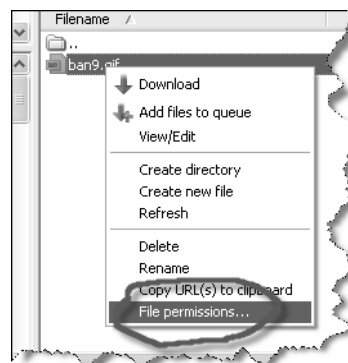 Filename
..
ban9.gif
Download
Add files to queue
View/Edit
Create directory
Create new file
Refresh
Delete
Rename
Copy URL(s) to clipboard
File permissions...